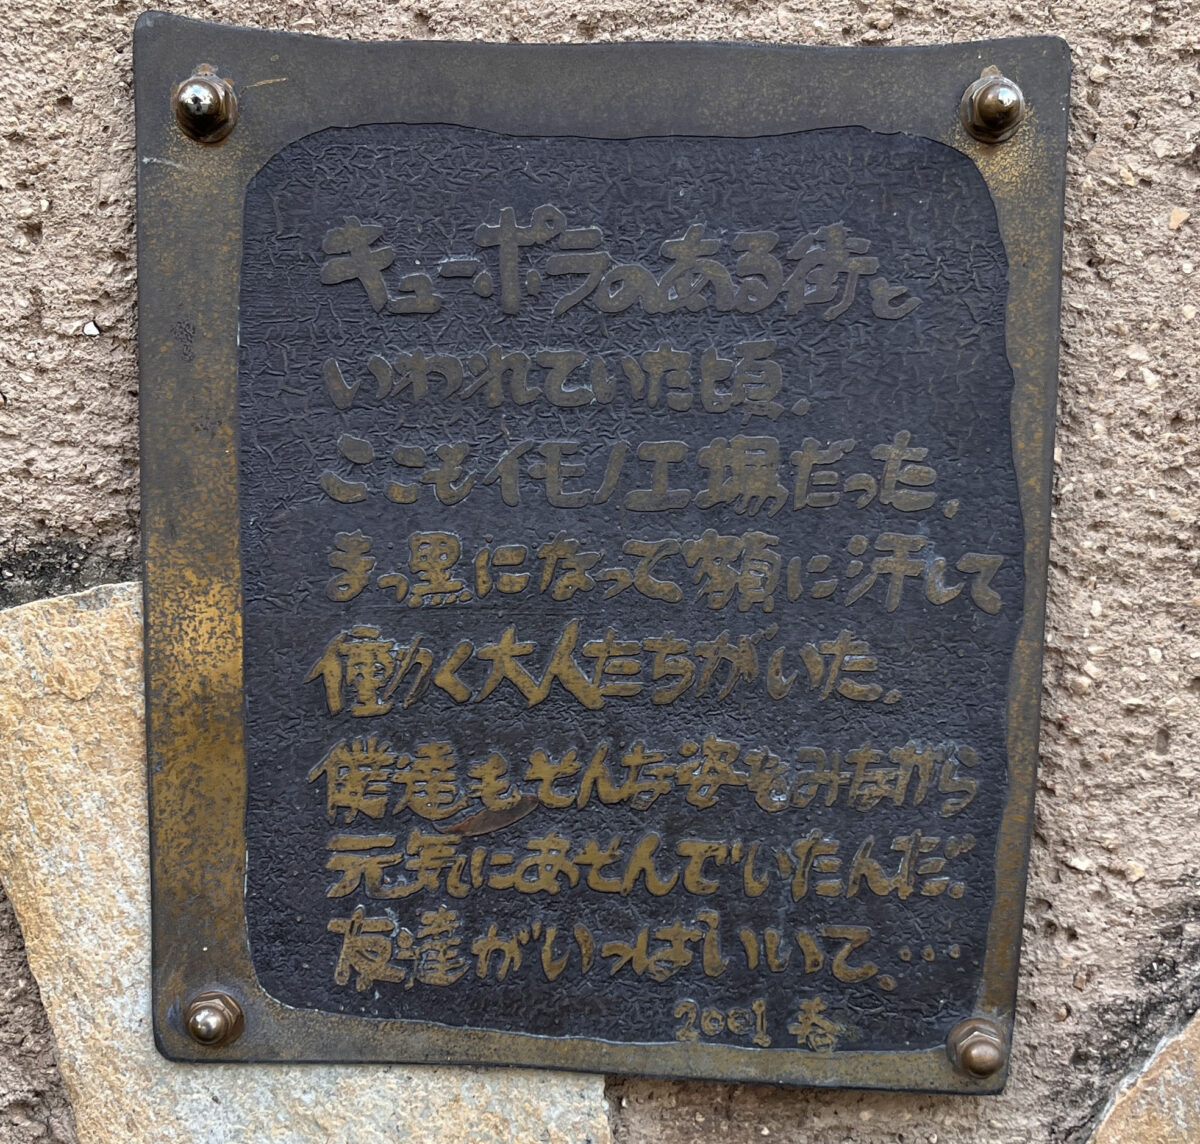 キューポラのある街と
いわれていた頃、
ここもイモノ工場だった、
まっ黒になって顔に汗して
働く大人たちがいた。
僕達もそんな姿をみながら
元気にあそんでいたんだ。
友達がいっぱいいて、…
2001 春